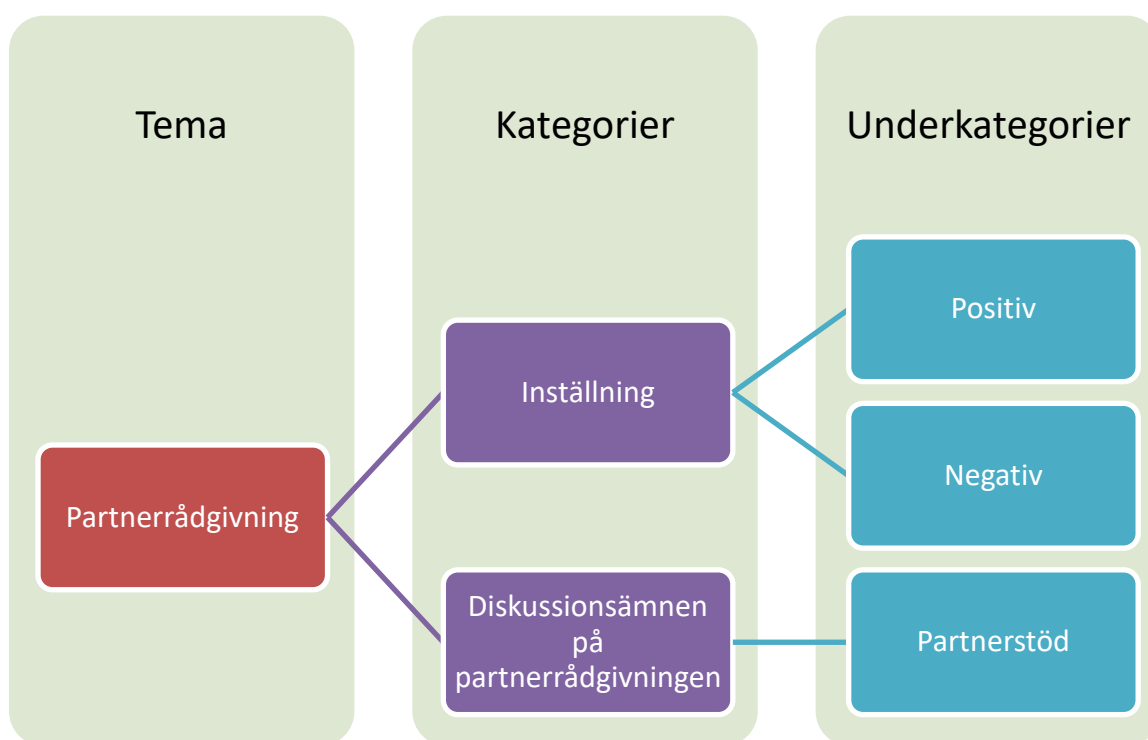 Tema
Kategorier
Underkategorier
Partnerrådgivning
Inställning
Diskussionsämnen
på
partnerrådgivningen
Positiv
Negativ
Partnerstöd